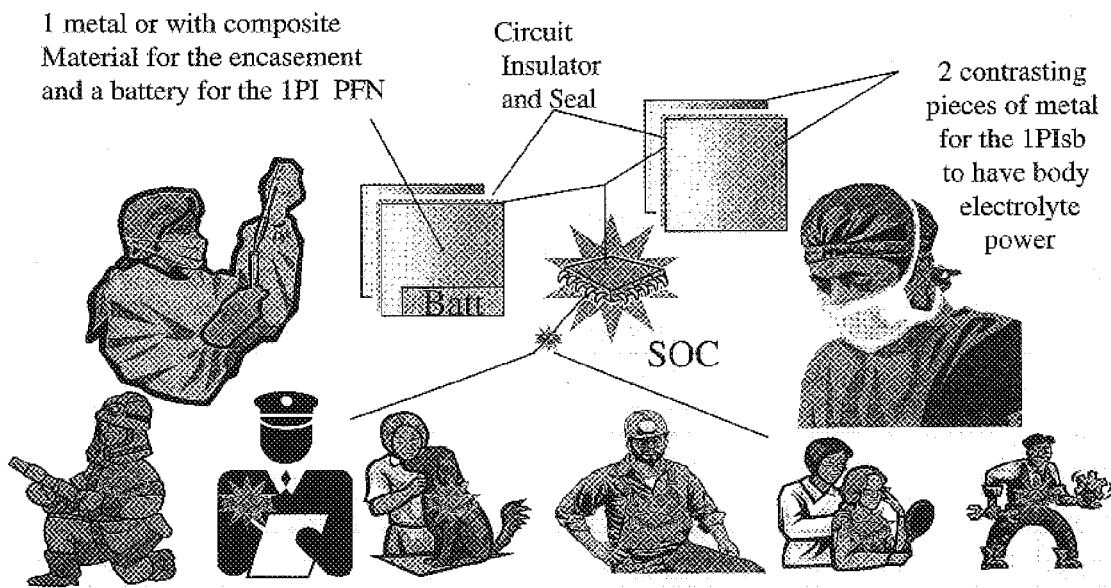 1 metal or with composite
Material for the encasement
and a battery for the 1PI PFN
Circuit
Insulator
and Seal
2 contrasting
pieces of metal
for the 1PIsb
to have body
electrolyte
power
Batt
SOC